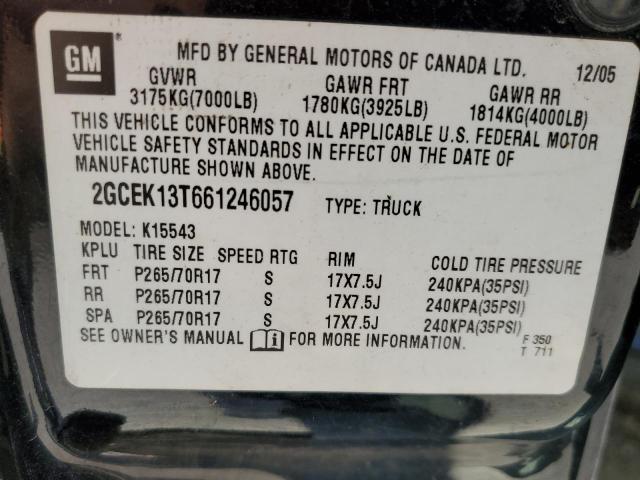 GM
MFD BY GENERAL MOTORS OF CANADA LTD. 12/05
GVWR GAWR FRT GAWR RR
3175KG(7000LB) 1780KG(3925LB) 1814KG(4000LB)
THIS VEHICLE CONFORMS TO ALL APPLICABLE U.S. FEDERAL MOTOR
VEHICLE SAFETY STANDARDS IN EFFECT ON THE DATE OF
MANUFACTURE SHOWN ABOVE.
2GCEK13T661246057 TYPE: TRUCK
MODEL: K15543
KPLU TIRE SIZE SPEED RTG RIM COLD TIRE PRESSURE
FRT P265/70R17 S 17X7.5J 240KPA(35PSI)
RR P265/70R17 S 17X7.5J 240KPA(35PSI)
SPA P265/70R17 S 17X7.5J 240KPA(35PSI)
SEE OWNER'S MANUAL FOR MORE INFORMATION. F 350
T 711